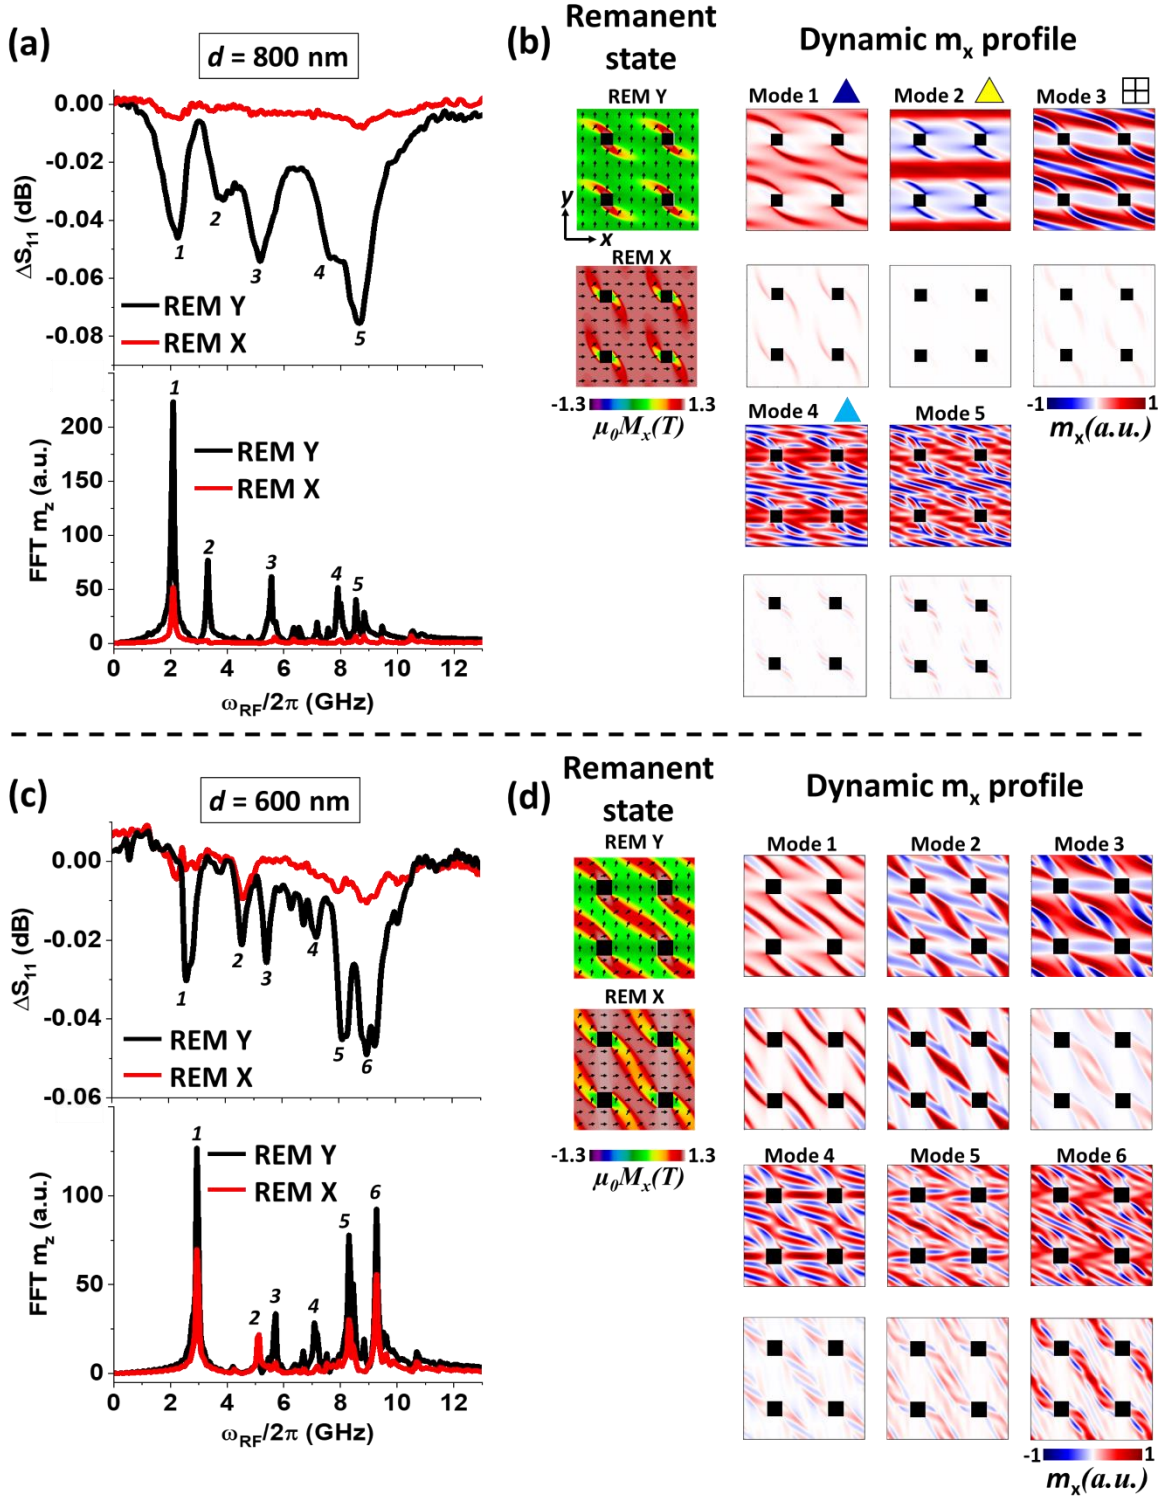 (a)
d = 800 nm
0.00
-0.02
-0.04
-0.06
-0.08
ΔS11 (dB)
1
2
3
4
5
REM Y
REM X
200
150
100
50
0
FFT mz (a.u.)
1
2
3
4
5
REM Y
REM X
0 2 4 6 8 10 12
ωRF/2π (GHz)
(b)
Remanent
state
Dynamic mx profile
REM Y
y
x
REM X
-1.3 1.3
μ0Mx(T)
Mode 1
Mode 2
Mode 3
Mode 4
Mode 5
-1 1
mx(a.u.)
(c)
d = 600 nm
0.00
-0.02
-0.04
-0.06
ΔS11 (dB)
1
2
3
4
5
6
REM Y
REM X
100
50
0
FFT mz (a.u.)
1
2
3
4
5
6
REM Y
REM X
0 2 4 6 8 10 12
ωRF/2π (GHz)
(d)
Remanent
state
Dynamic mx profile
REM Y
REM X
-1.3 1.3
μ0Mx(T)
Mode 1
Mode 2
Mode 3
Mode 4
Mode 5
Mode 6
-1 1
mx(a.u.)